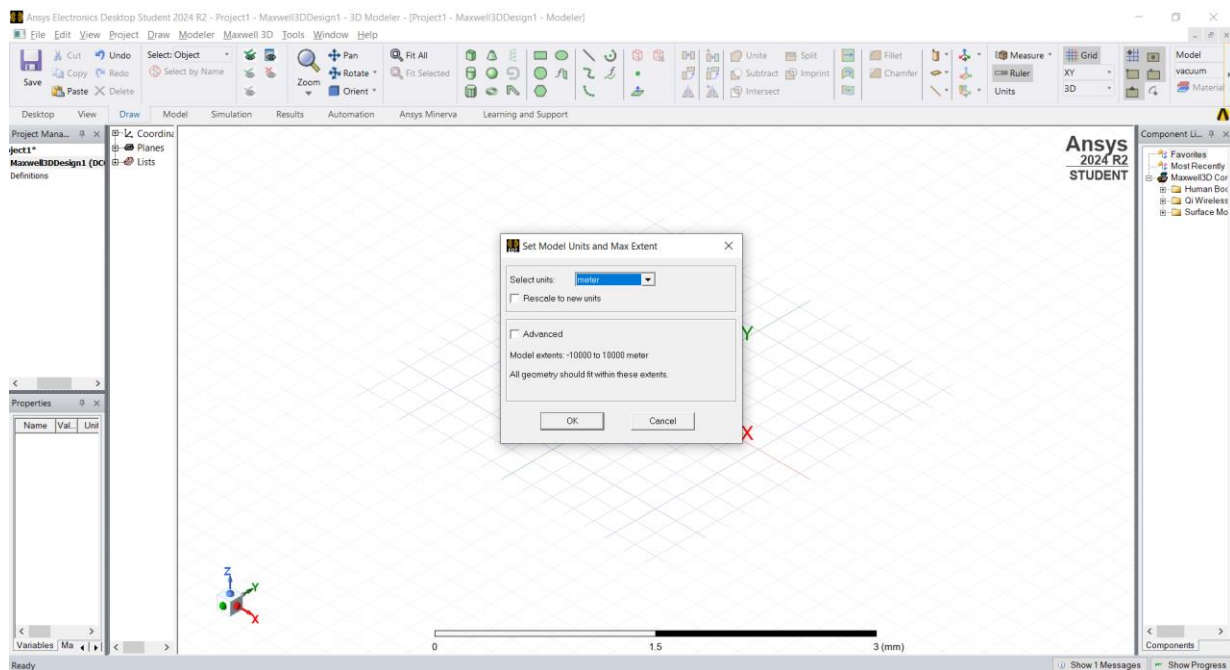 Ansys Electronics Desktop Student 2024 R2 - Project1 - Maxwell3DDesign1 - 3D Modeler - [Project1 - Maxwell3DDesign1 - Modeler]
File Edit View Project Draw Modeler Maxwell 3D Tools Window Help
Save
Cut
Copy
Paste
Undo
Redo
Delete
Select: Object
Select by Name
Zoom
Pan
Rotate
Orient
Fit All
Fit Selected
Unite
Subtract
Intersect
Split
Imprint
Fillet
Chamfer
Measure
Ruler
Units
Grid
XY
3D
Model
vacuum
Material
Desktop View Draw Model Simulation Results Automation Ansys Minerva Learning and Support
Project Mana...
ject1*
Maxwell3DDesign1 (DC
Definitions
Coordina
Planes
Lists
Ansys
2024 R2
STUDENT
Component Li...
Favorites
Most Recently
Maxwell3D Cor
Human Bod
Qi Wireless
Surface Mo
Set Model Units and Max Extent
Select units: meter
Rescale to new units
Advanced
Model extents: -10000 to 10000 meter
All geometry should fit within these extents.
OK Cancel
Y
X
Properties
Name Val... Unit
Z
Y
X
0 1.5 3 (mm)
Variables Ma
Components
Ready
Show 1 Messages Show Progress